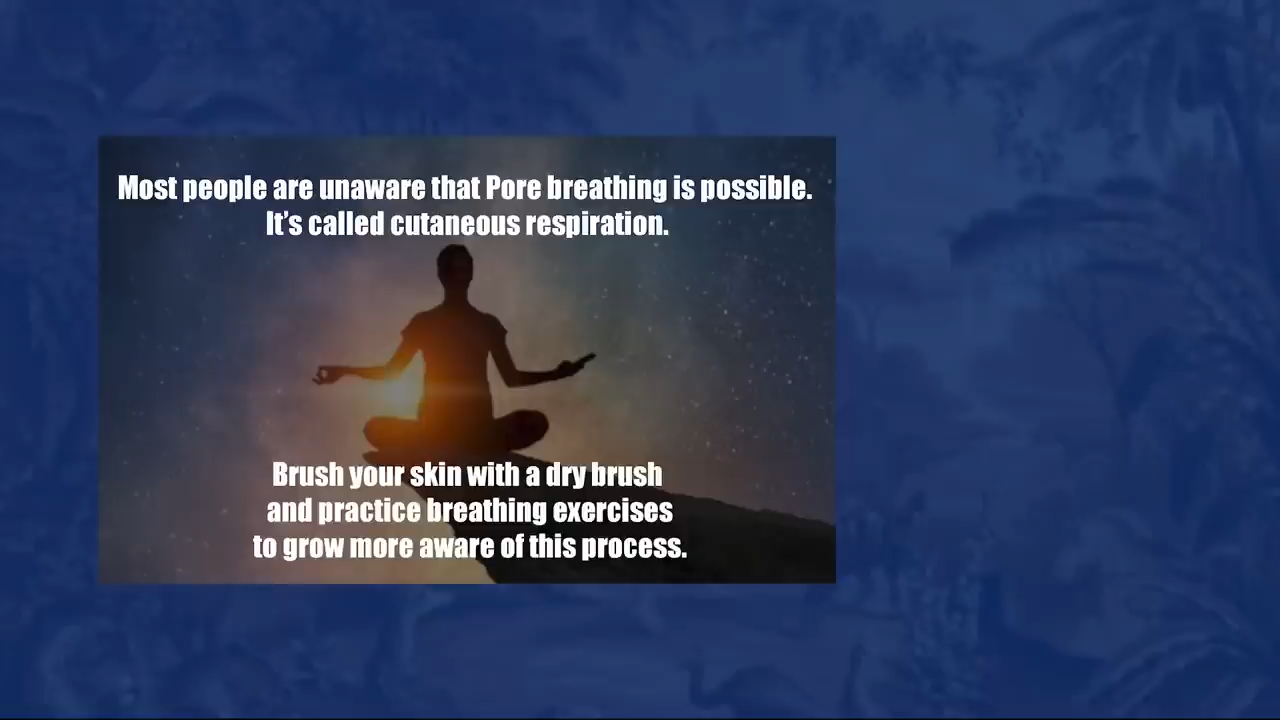 Most people are unaware that Pore breathing is possible.
It’s called cutaneous respiration.
Brush your skin with a dry brush
and practice breathing exercises
to grow more aware of this process.